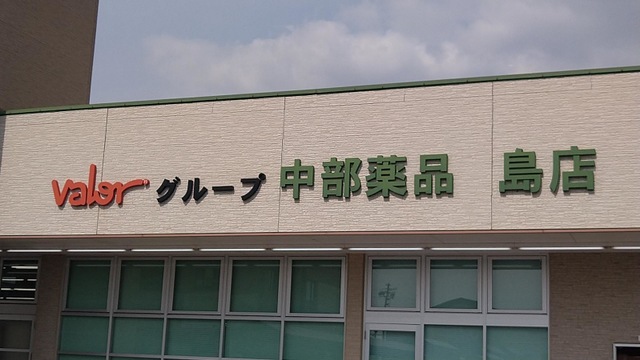 valor グループ 中部薬品 島店